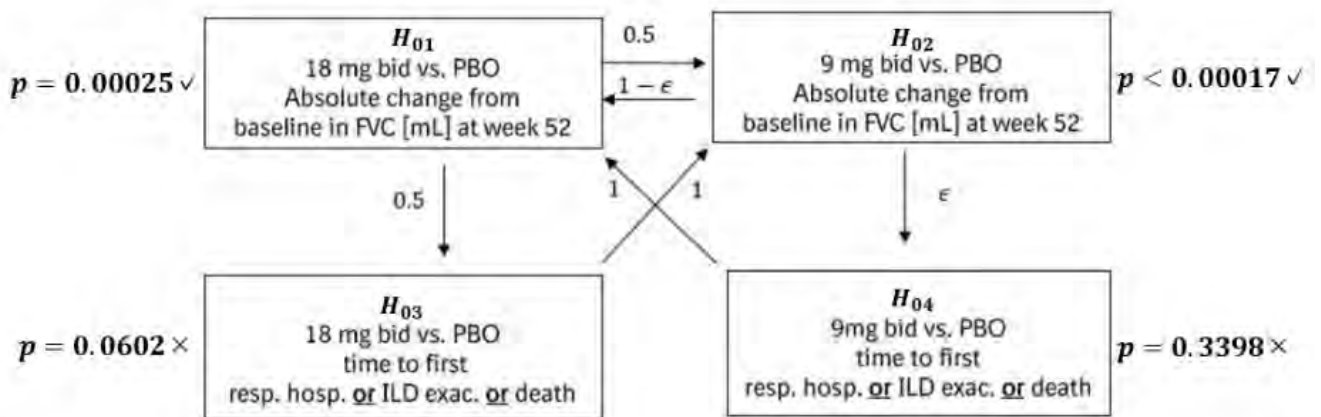 H01
18 mg bid vs. PBO
Absolute change from
baseline in FVC [mL] at week 52
p = 0.00025 ✓
0.5
1 − ϵ
H02
9 mg bid vs. PBO
Absolute change from
baseline in FVC [mL] at week 52
p < 0.00017 ✓
0.5
1
1
ϵ
H03
18 mg bid vs. PBO
time to first
resp. hosp. or ILD exac. or death
p = 0.0602 ×
H04
9mg bid vs. PBO
time to first
resp. hosp. or ILD exac. or death
p = 0.3398 ×